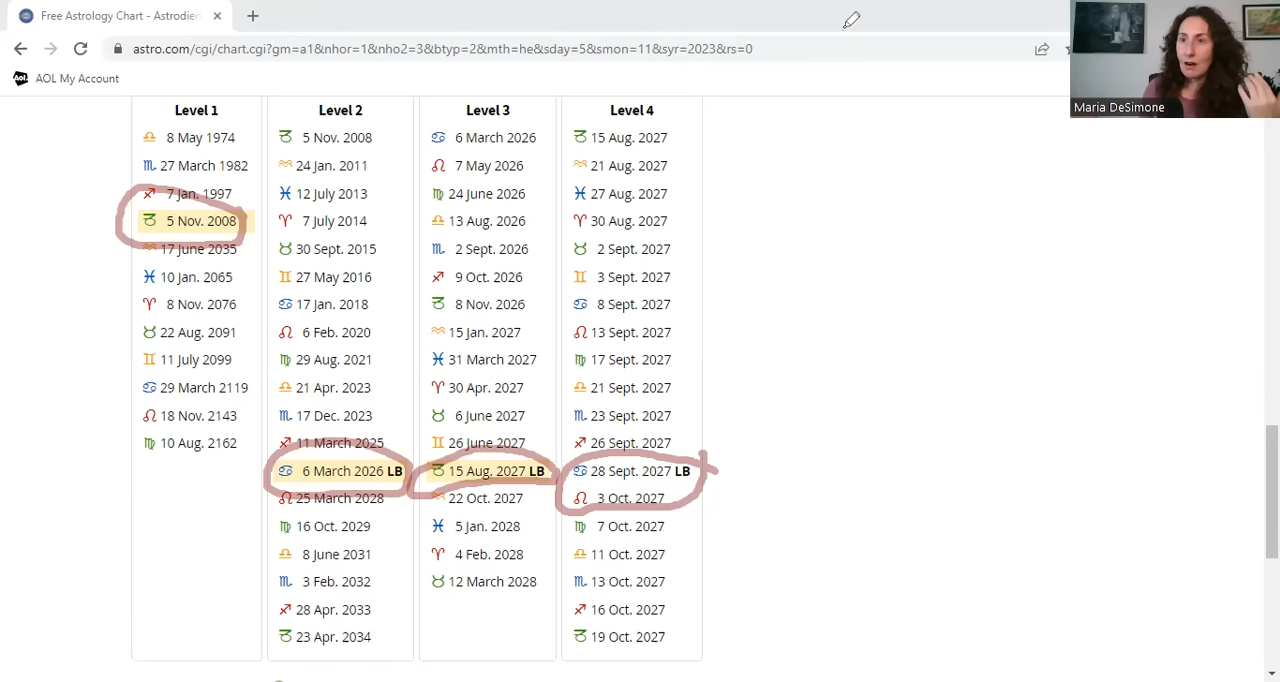 Free Astrology Chart - Astrodien
astro.com/cgi/chart.cgi?gm=a1&nhor=1&nho2=3&btyp=2&mth=he&sday=5&smon=11&syr=2023&rs=0
Aol.
AOL My Account
Maria DeSimone
Level 1 Level 2 Level 3 Level 4
♎ 8 May 1974 ♑ 5 Nov. 2008 ♋ 6 March 2026 ♑ 15 Aug. 2027
♏ 27 March 1982 ♒ 24 Jan. 2011 ♌ 7 May 2026 ♒ 21 Aug. 2027
♐ 7 Jan. 1997 ♓ 12 July 2013 ♍ 24 June 2026 ♓ 27 Aug. 2027
♑ 5 Nov. 2008 ♈ 7 July 2014 ♎ 13 Aug. 2026 ♈ 30 Aug. 2027
♒ 17 June 2035 ♉ 30 Sept. 2015 ♏ 2 Sept. 2026 ♉ 2 Sept. 2027
♓ 10 Jan. 2065 ♊ 27 May 2016 ♐ 9 Oct. 2026 ♊ 3 Sept. 2027
♈ 8 Nov. 2076 ♋ 17 Jan. 2018 ♑ 8 Nov. 2026 ♋ 8 Sept. 2027
♉ 22 Aug. 2091 ♌ 6 Feb. 2020 ♒ 15 Jan. 2027 ♌ 13 Sept. 2027
♊ 11 July 2099 ♍ 29 Aug. 2021 ♓ 31 March 2027 ♍ 17 Sept. 2027
♋ 29 March 2119 ♎ 21 Apr. 2023 ♈ 30 Apr. 2027 ♎ 21 Sept. 2027
♌ 18 Nov. 2143 ♏ 17 Dec. 2023 ♉ 6 June 2027 ♏ 23 Sept. 2027
♍ 10 Aug. 2162 ♐ 11 March 2025 ♊ 26 June 2027 ♐ 26 Sept. 2027
♋ 6 March 2026 LB ♑ 15 Aug. 2027 LB ♋ 28 Sept. 2027 LB
♌ 25 March 2028 ♒ 22 Oct. 2027 ♌ 3 Oct. 2027
♍ 16 Oct. 2029 ♓ 5 Jan. 2028 ♍ 7 Oct. 2027
♎ 8 June 2031 ♈ 4 Feb. 2028 ♎ 11 Oct. 2027
♏ 3 Feb. 2032 ♉ 12 March 2028 ♏ 13 Oct. 2027
♐ 28 Apr. 2033 ♐ 16 Oct. 2027
♑ 23 Apr. 2034 ♑ 19 Oct. 2027